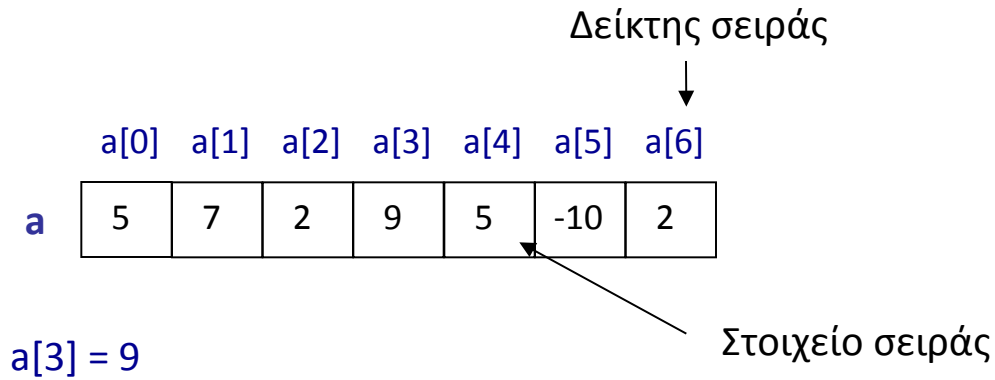 Δείκτης σειράς
a[0] a[1] a[2] a[3] a[4] a[5] a[6]
a 5 7 2 9 5 -10 2
Στοιχείο σειράς
a[3] = 9